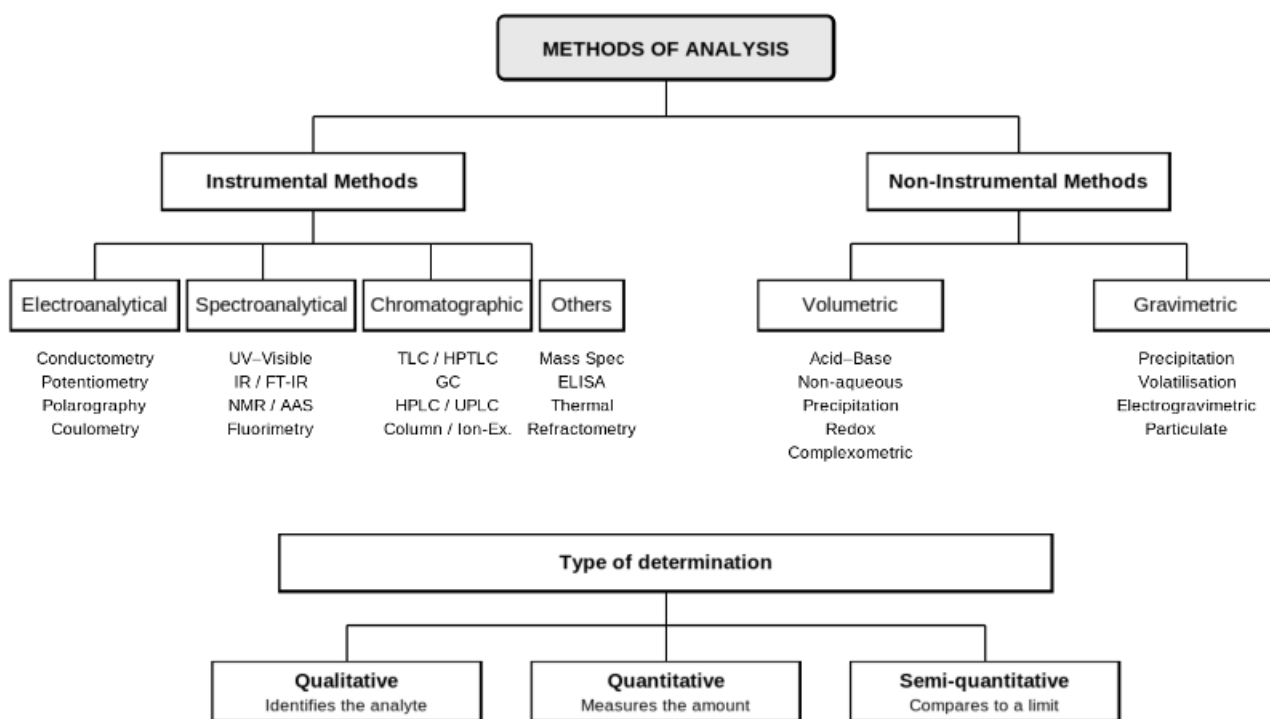 METHODS OF ANALYSIS
Instrumental Methods
Non-Instrumental Methods
Electroanalytical
Spectroanalytical
Chromatographic
Others
Volumetric
Gravimetric
Conductometry
Potentiometry
Polarography
Coulometry
UV–Visible
IR / FT-IR
NMR / AAS
Fluorimetry
TLC / HPTLC
GC
HPLC / UPLC
Column / Ion-Ex.
Mass Spec
ELISA
Thermal
Refractometry
Acid–Base
Non-aqueous
Precipitation
Redox
Complexometric
Precipitation
Volatilisation
Electrogravimetric
Particulate
Type of determination
Qualitative
Identifies the analyte
Quantitative
Measures the amount
Semi-quantitative
Compares to a limit